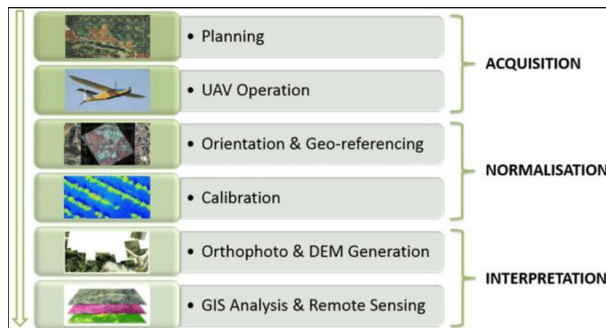 • Planning
• UAV Operation
ACQUISITION
• Orientation & Geo-referencing
• Calibration
NORMALISATION
• Orthophoto & DEM Generation
• GIS Analysis & Remote Sensing
INTERPRETATION